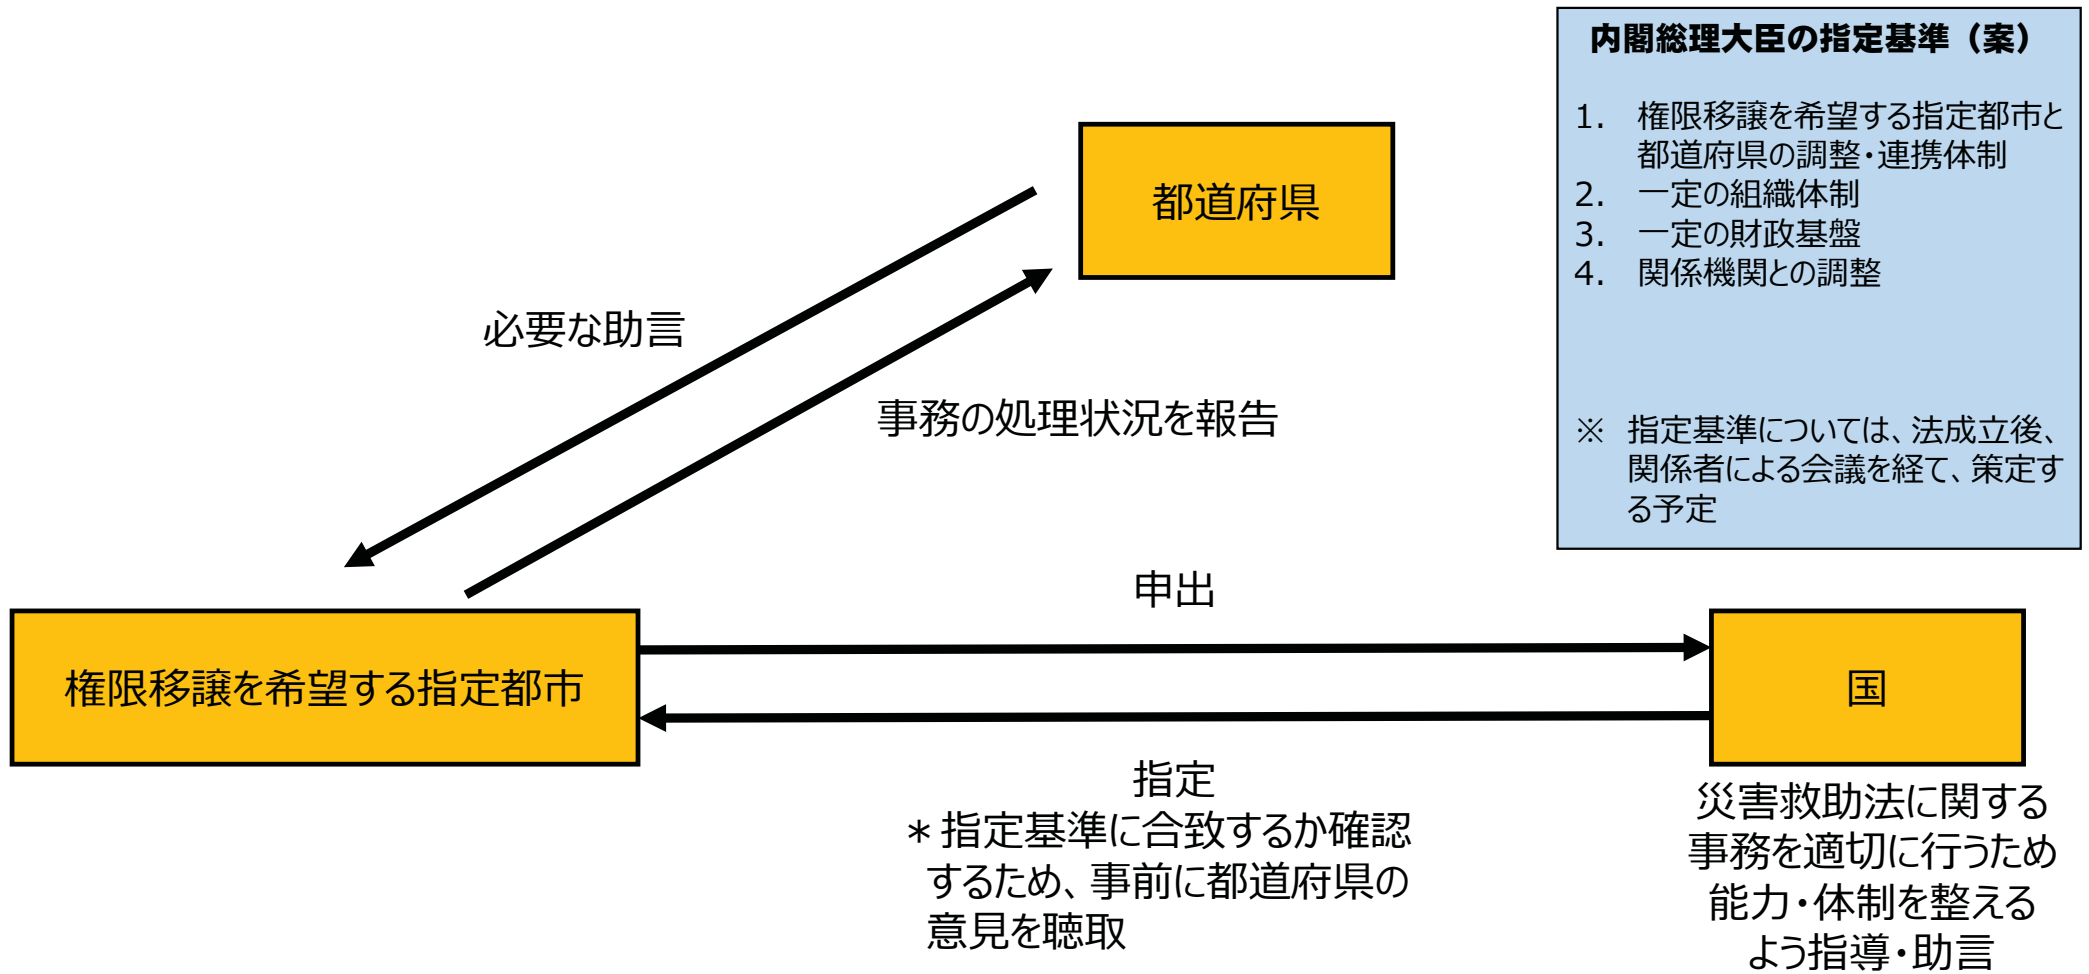 内閣総理大臣の指定基準（案）
1. 権限移譲を希望する指定都市と
都道府県の調整・連携体制
2. 一定の組織体制
3. 一定の財政基盤
4. 関係機関との調整
※ 指定基準については、法成立後、
関係者による会議を経て、策定す
る予定
都道府県
必要な助言
事務の処理状況を報告
申出
権限移譲を希望する指定都市
国
指定
＊指定基準に合致するか確認
するため、事前に都道府県の
意見を聴取
災害救助法に関する
事務を適切に行うため
能力・体制を整える
よう指導・助言